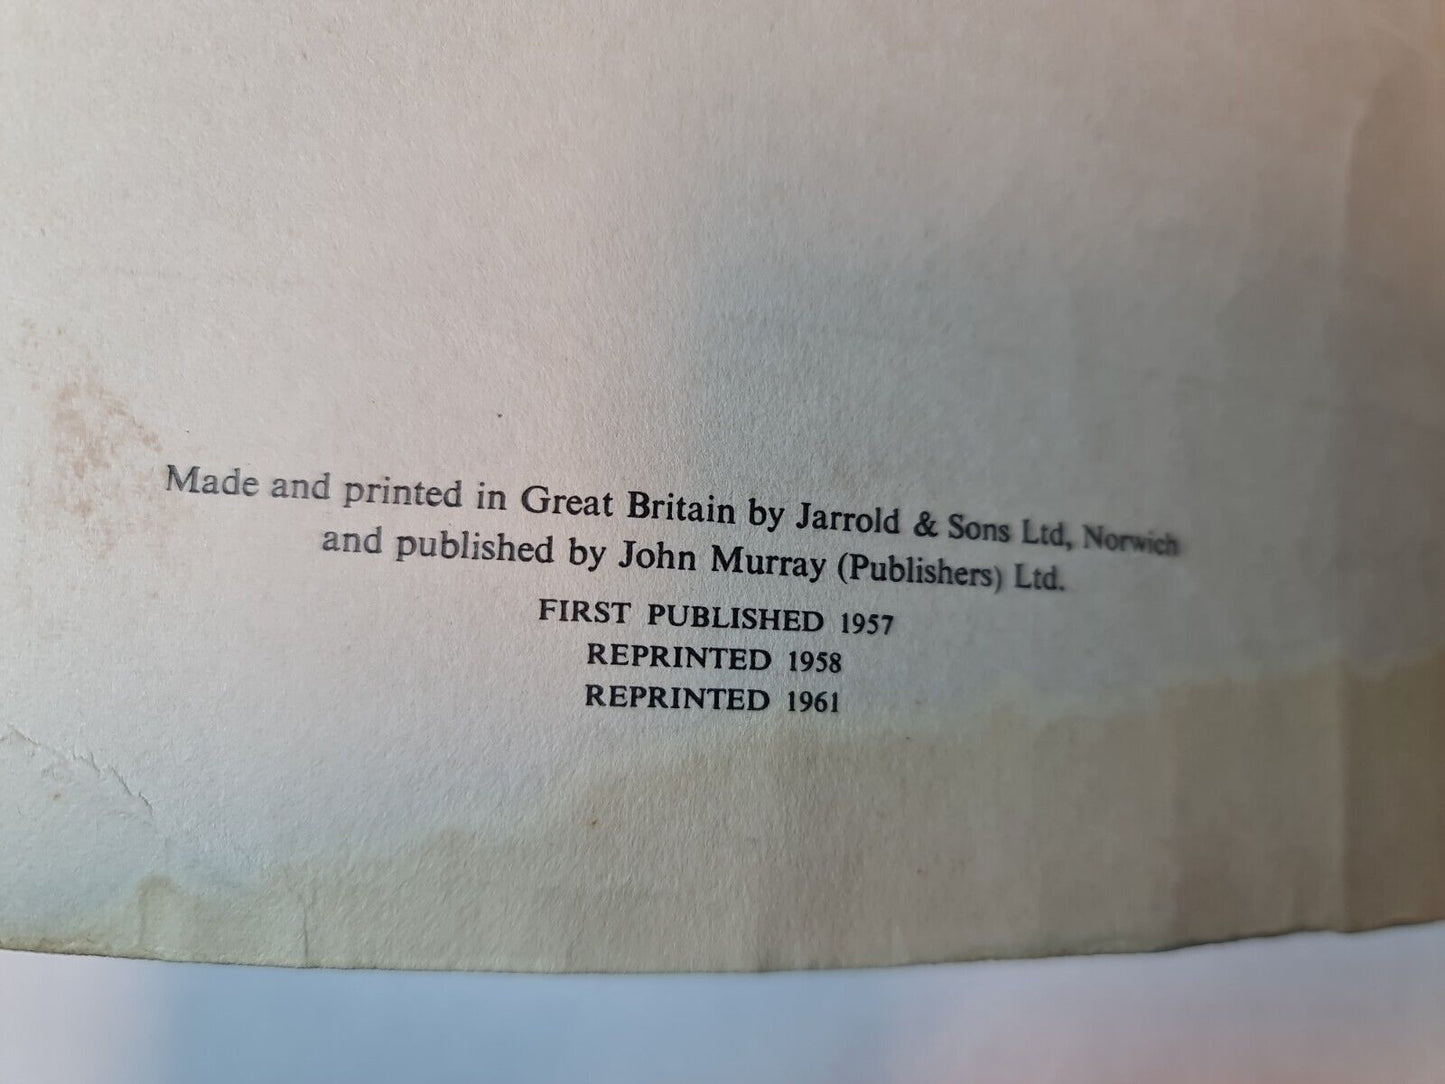 Made and printed in Great Britain by Jarrold & Sons Ltd, Norwich
and published by John Murray (Publishers) Ltd.
FIRST PUBLISHED 1957
REPRINTED 1958
REPRINTED 1961